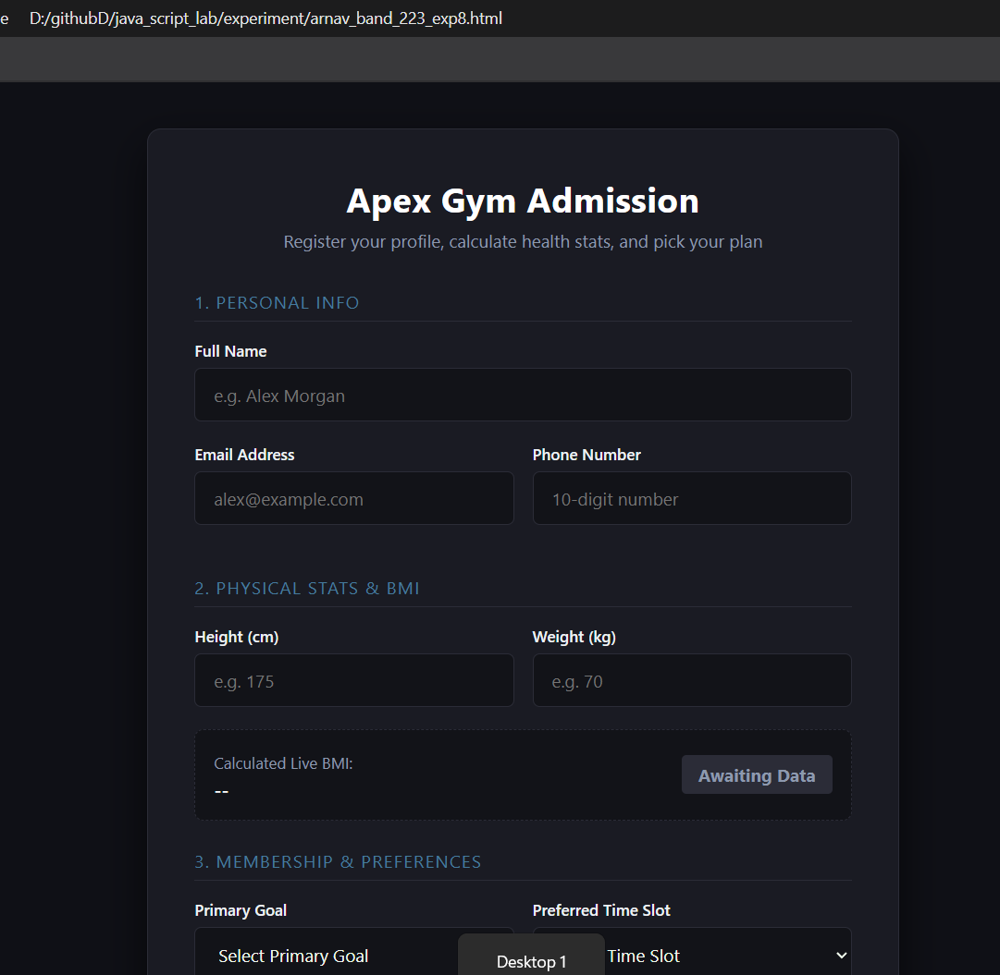 e D:/githubD/java_script_lab/experiment/arnav_band_223_exp8.html
Apex Gym Admission
Register your profile, calculate health stats, and pick your plan
1. PERSONAL INFO
Full Name
e.g. Alex Morgan
Email Address Phone Number
alex@example.com 10-digit number
2. PHYSICAL STATS & BMI
Height (cm) Weight (kg)
e.g. 175 e.g. 70
Calculated Live BMI:
--
Awaiting Data
3. MEMBERSHIP & PREFERENCES
Primary Goal Preferred Time Slot
Select Primary Goal Time Slot
Desktop 1